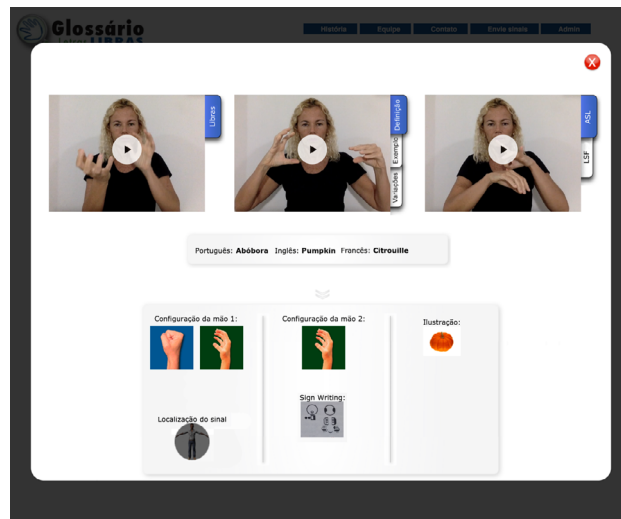 Glossário
Letras LIBRAS
História Equipe Contato Envie sinais Admin
Libras
Definição
Exemplo
Variações
ASL
LSF
Português: Abóbora Inglês: Pumpkin Francês: Citrouille
Configuração da mão 1:
Configuração da mão 2:
Ilustração:
Sign Writing:
Localização do sinal